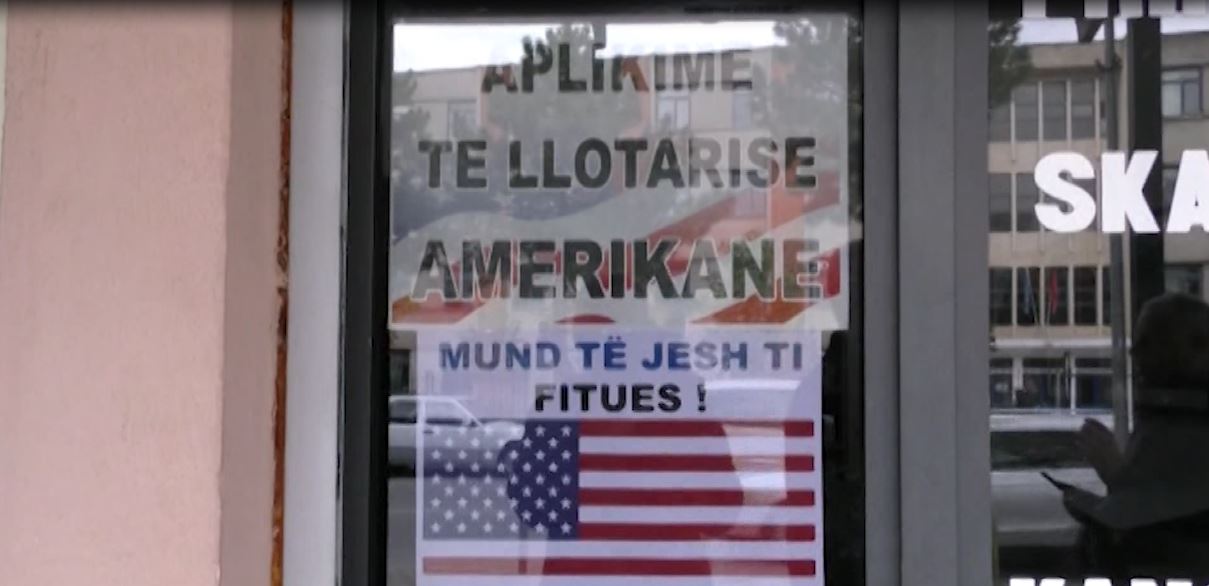 APLIKIME
TE LLOTARISE
AMERIKANE
MUND TË JESH TI
FITUES !
SKA